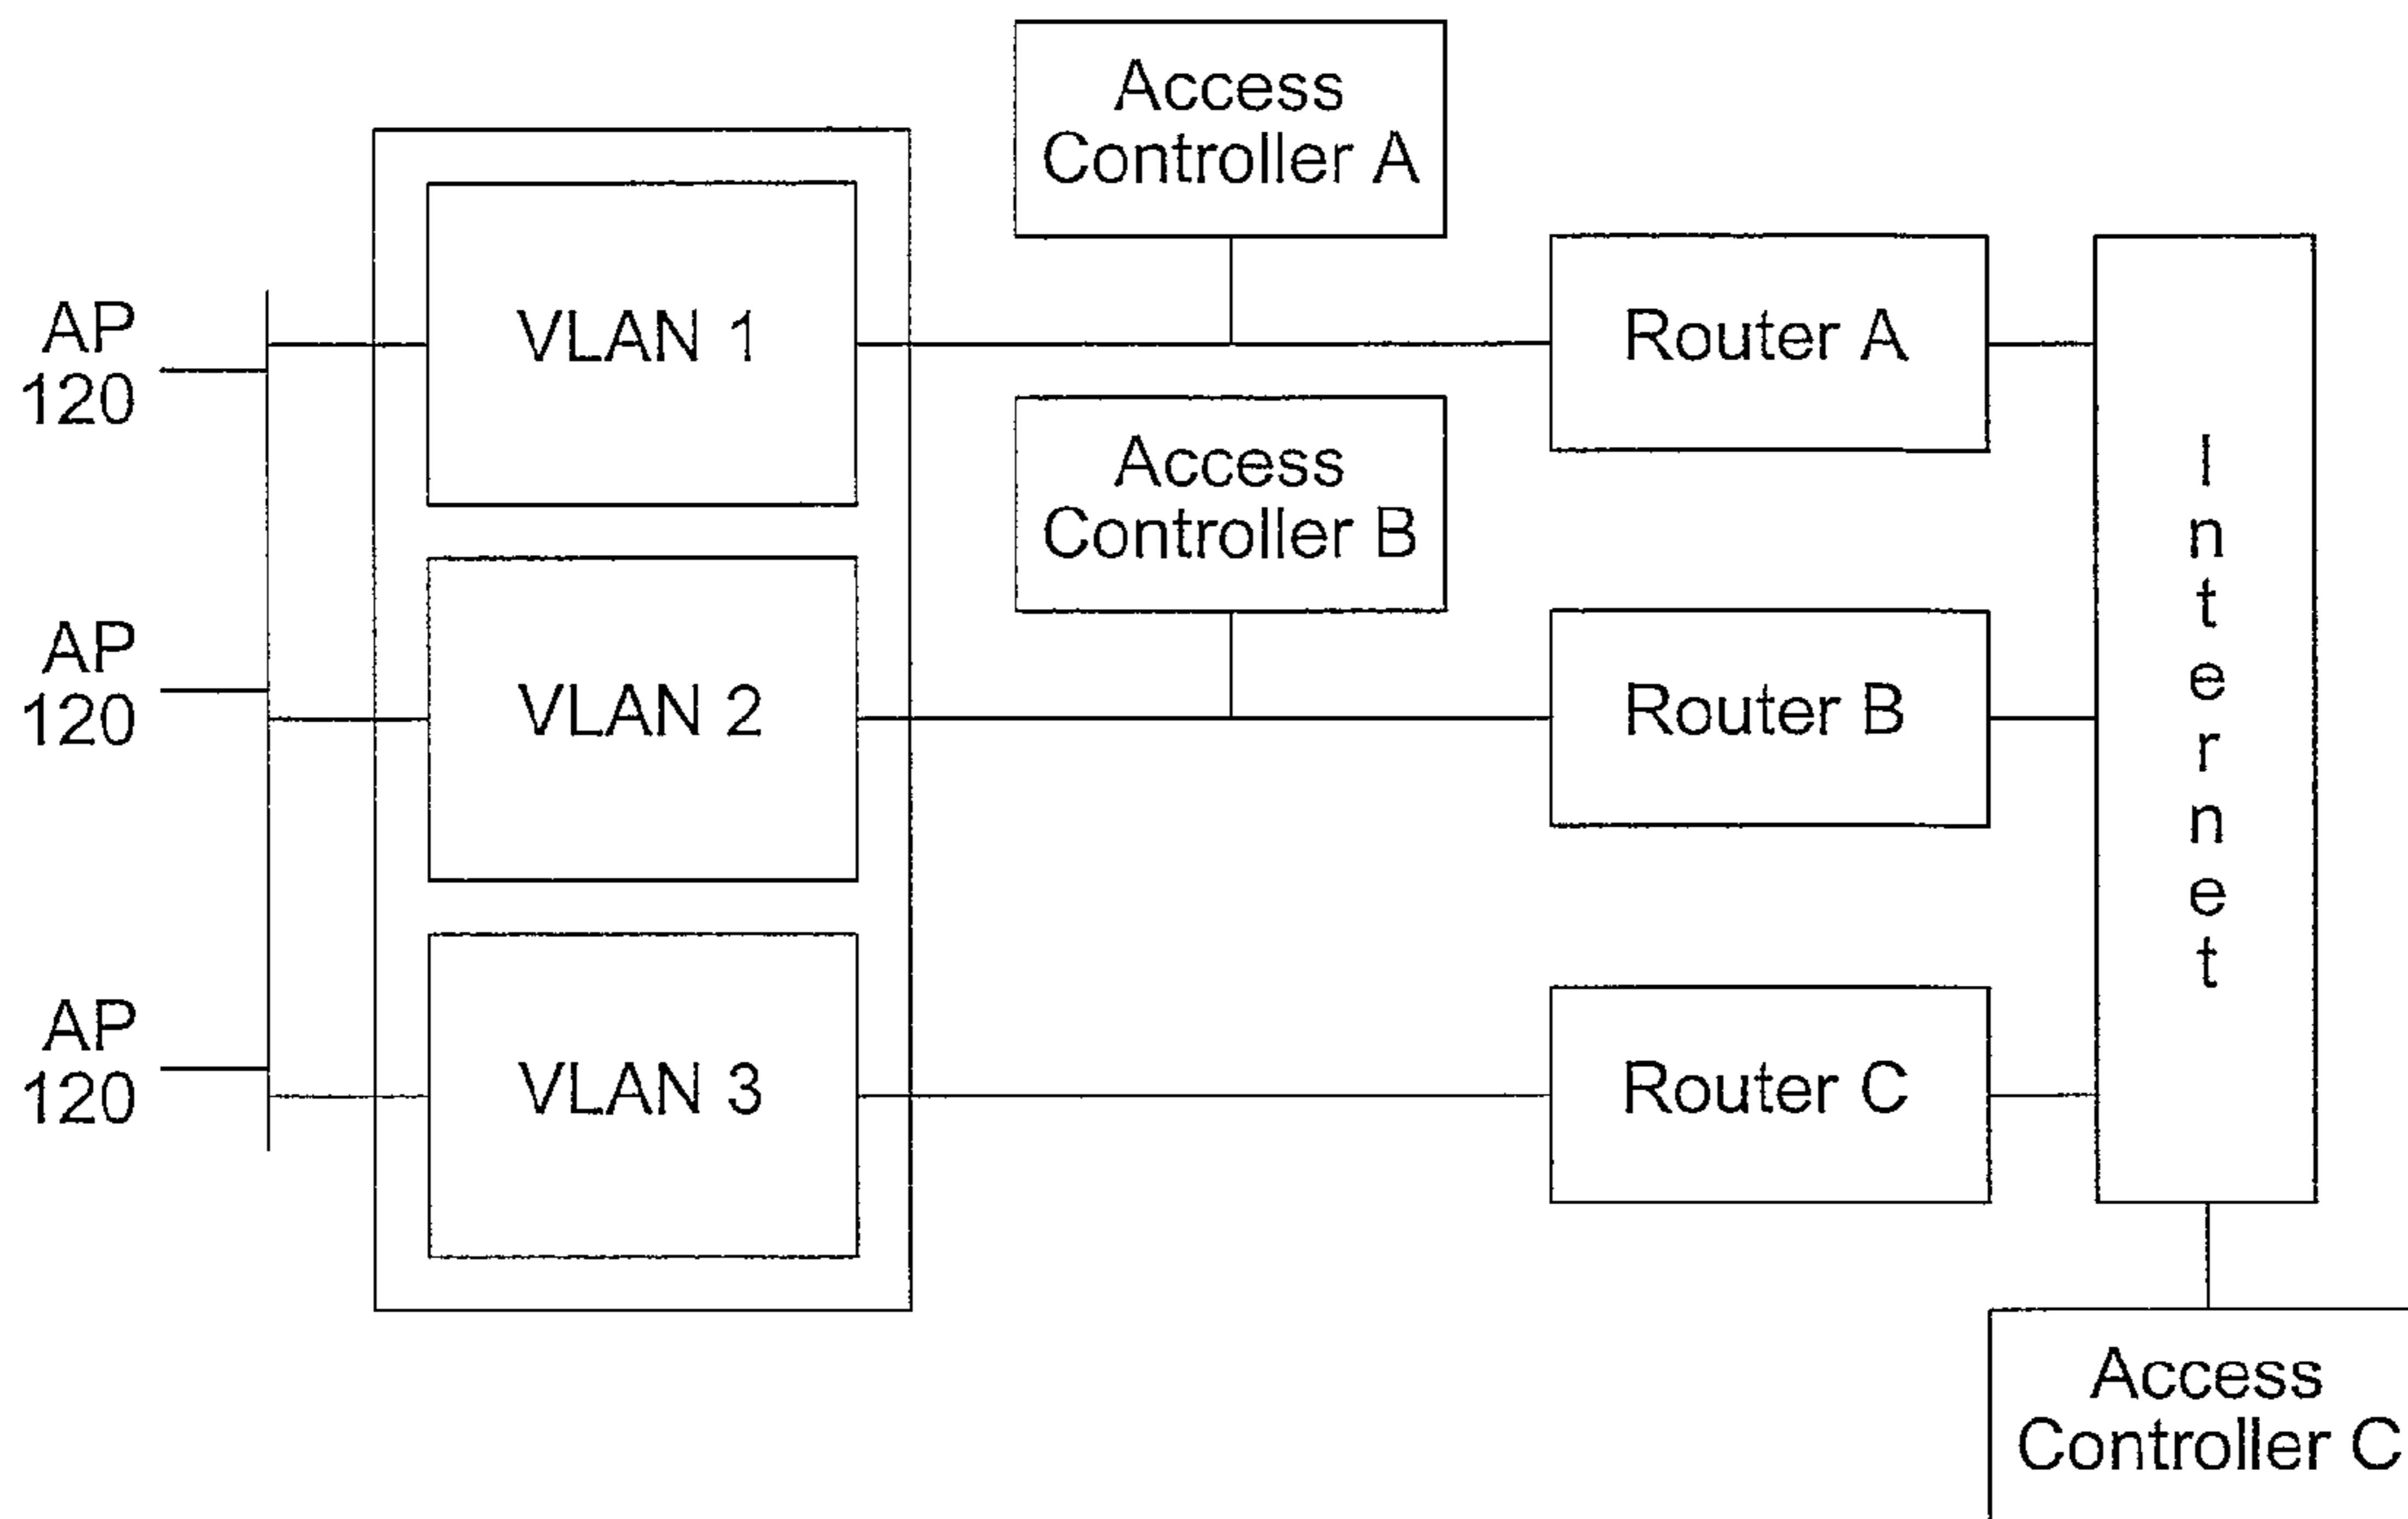 Access
Controller A
AP
120
VLAN 1
Router A
Access
Controller B
AP
120
VLAN 2
Router B
Internet
AP
120
VLAN 3
Router C
Access
Controller C